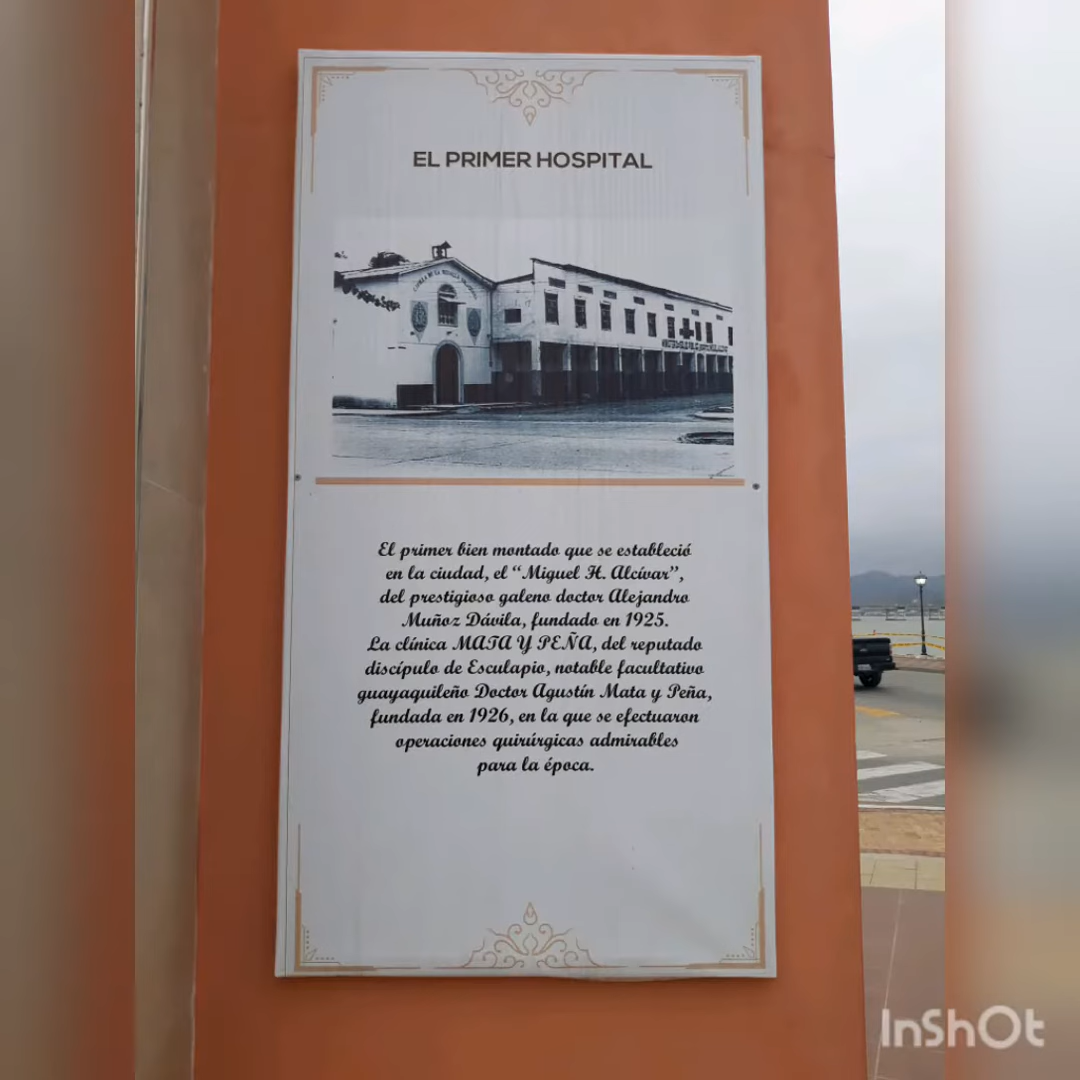 EL PRIMER HOSPITAL
El primer bien montado que se estableció
en la ciudad, el “Miguel H. Alcívar”,
del prestigioso galeno doctor Alejandro
Muñoz Dávila, fundado en 1925.
La clínica MATA Y PEÑA, del reputado
discípulo de Esculapio, notable facultativo
guayaquileño Doctor Agustín Mata y Peña,
fundada en 1926, en la que se efectuaron
operaciones quirúrgicas admirables
para la época.
InShOt